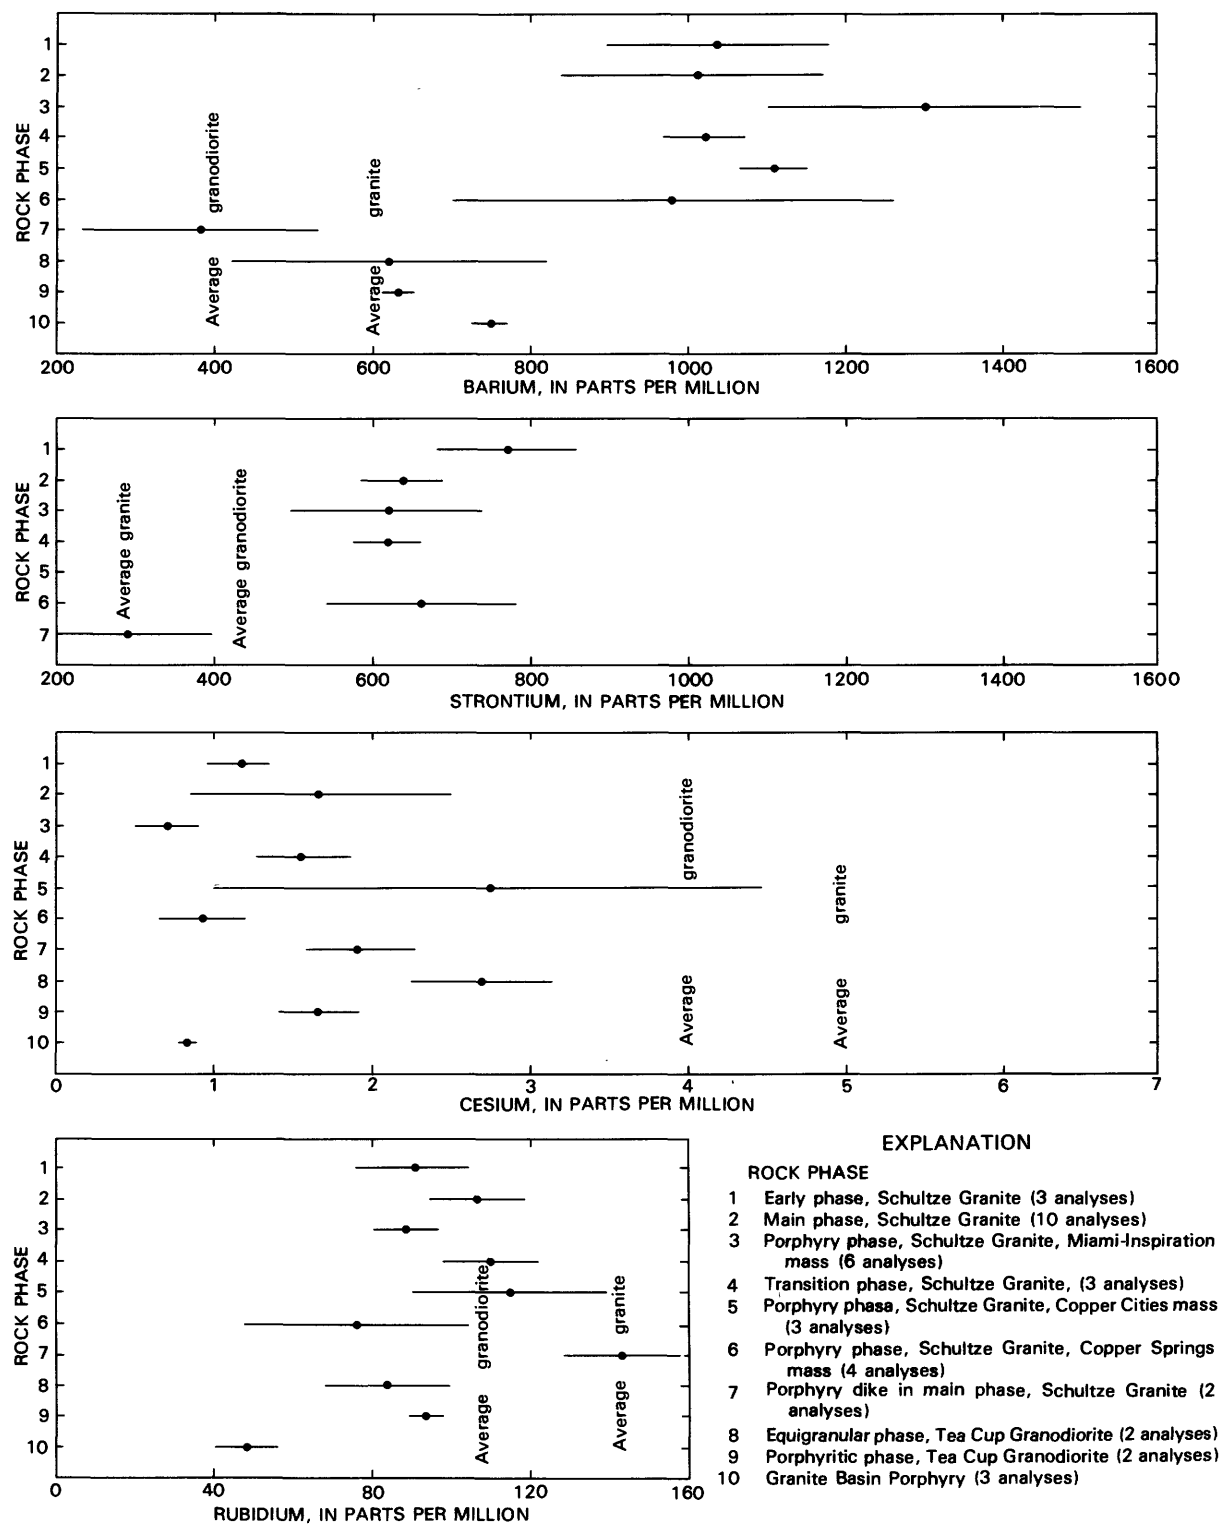 1
2
3
4
5
6
7
8
9
10
ROCK PHASE
Average granodiorite
Average granite
200 400 600 800 1000 1200 1400 1600
BARIUM, IN PARTS PER MILLION
1
2
3
4
5
6
7
ROCK PHASE
Average granite
Average granodiorite
200 400 600 800 1000 1200 1400 1600
STRONTIUM, IN PARTS PER MILLION
1
2
3
4
5
6
7
8
9
10
ROCK PHASE
Average granodiorite
Average granite
0 1 2 3 4 5 6 7
CESIUM, IN PARTS PER MILLION
1
2
3
4
5
6
7
8
9
10
ROCK PHASE
Average granodiorite
Average granite
0 40 80 120 160
RUBIDIUM, IN PARTS PER MILLION
EXPLANATION
ROCK PHASE
1 Early phase, Schultze Granite (3 analyses)
2 Main phase, Schultze Granite (10 analyses)
3 Porphyry phase, Schultze Granite, Miami-Inspiration
mass (6 analyses)
4 Transition phase, Schultze Granite, (3 analyses)
5 Porphyry phasa, Schultze Granite, Copper Cities mass
(3 analyses)
6 Porphyry phase, Schultze Granite, Copper Springs
mass (4 analyses)
7 Porphyry dike in main phase, Schultze Granite (2
analyses)
8 Equigranular phase, Tea Cup Granodiorite (2 analyses)
9 Porphyritic phase, Tea Cup Granodiorite (2 analyses)
10 Granite Basin Porphyry (3 analyses)